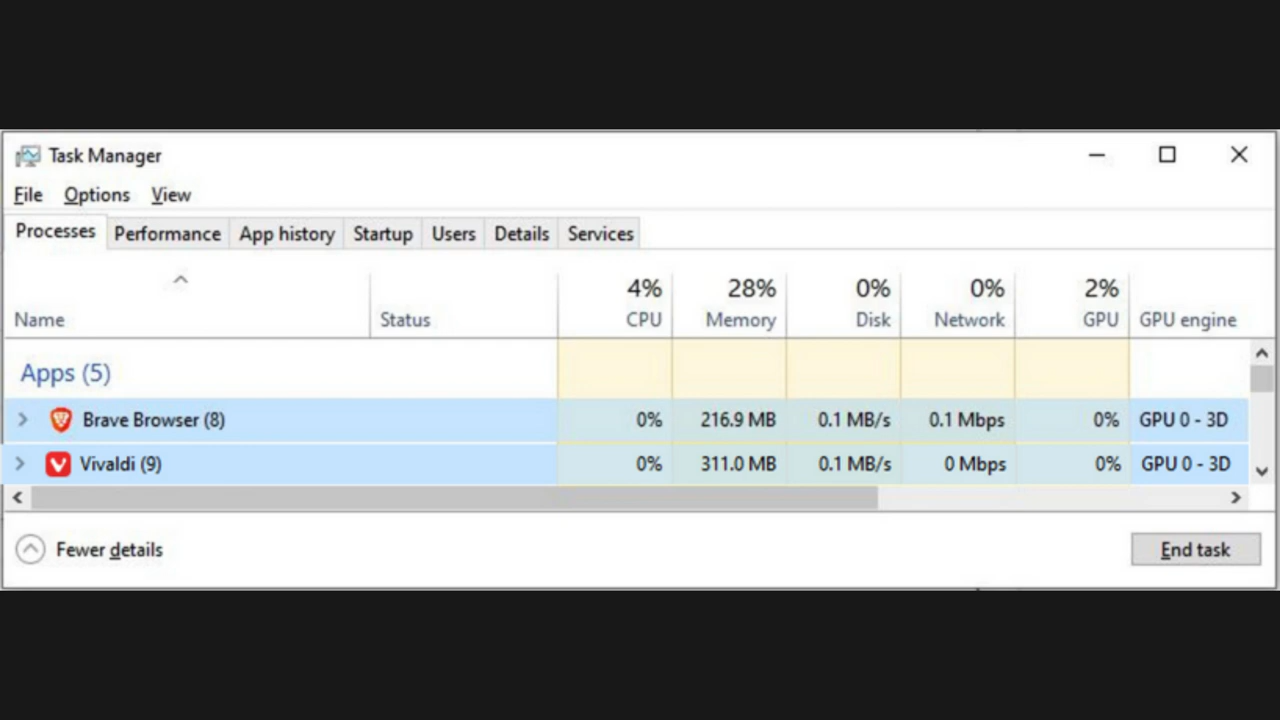 Task Manager
File Options View
Processes Performance App history Startup Users Details Services
4% 28% 0% 0% 2%
Name Status CPU Memory Disk Network GPU GPU engine
Apps (5)
Brave Browser (8) 0% 216.9 MB 0.1 MB/s 0.1 Mbps 0% GPU 0 - 3D
Vivaldi (9) 0% 311.0 MB 0.1 MB/s 0 Mbps 0% GPU 0 - 3D
Fewer details End task